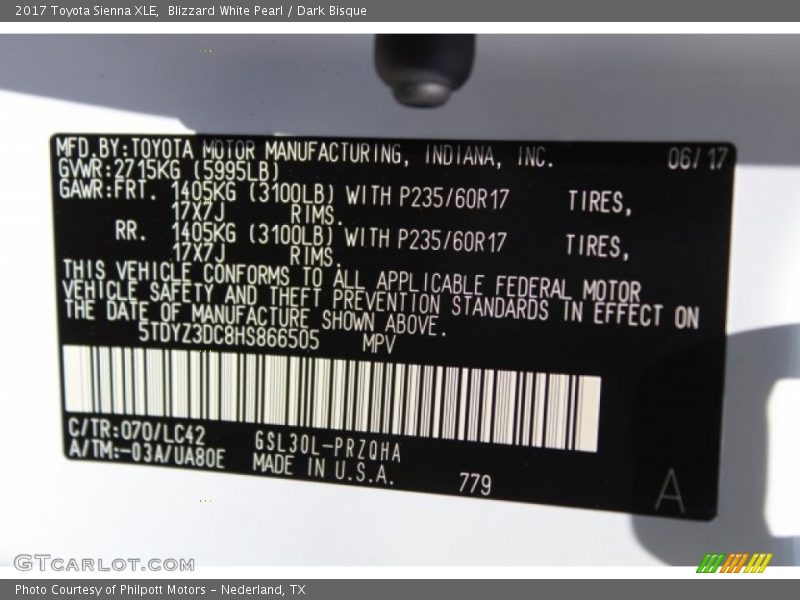 2017 Toyota Sienna XLE,  Blizzard White Pearl / Dark Bisque
MFD.BY:TOYOTA MOTOR MANUFACTURING, INDIANA, INC. 06/17
GVWR:2715KG (5995LB)
GAWR:FRT. 1405KG (3100LB) WITH P235/60R17 TIRES,
17X7J RIMS.
RR. 1405KG (3100LB) WITH P235/60R17 TIRES,
17X7J RIMS.
THIS VEHICLE CONFORMS TO ALL APPLICABLE FEDERAL MOTOR
VEHICLE SAFETY AND THEFT PREVENTION STANDARDS IN EFFECT ON
THE DATE OF MANUFACTURE SHOWN ABOVE.
5TDYZ3DC8HS866505 MPV
C/TR:070/LC42 GSL30L-PRZQHA
A/TM:-03A/UA80E MADE IN U.S.A. 779 A
GTCARLOT.COM
Photo Courtesy of Philpott Motors - Nederland, TX